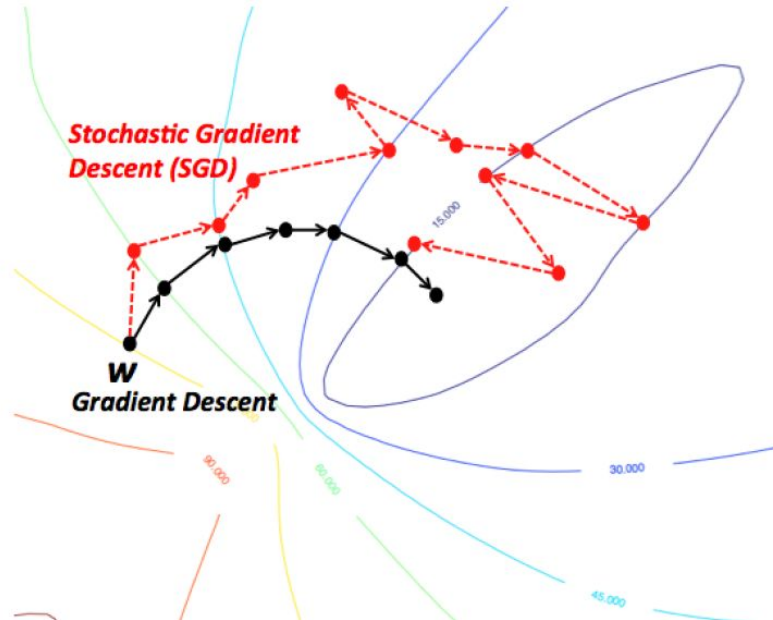 Stochastic Gradient
Descent (SGD)
15.000
W
Gradient Descent
30.000
90.000
60.000
45.000